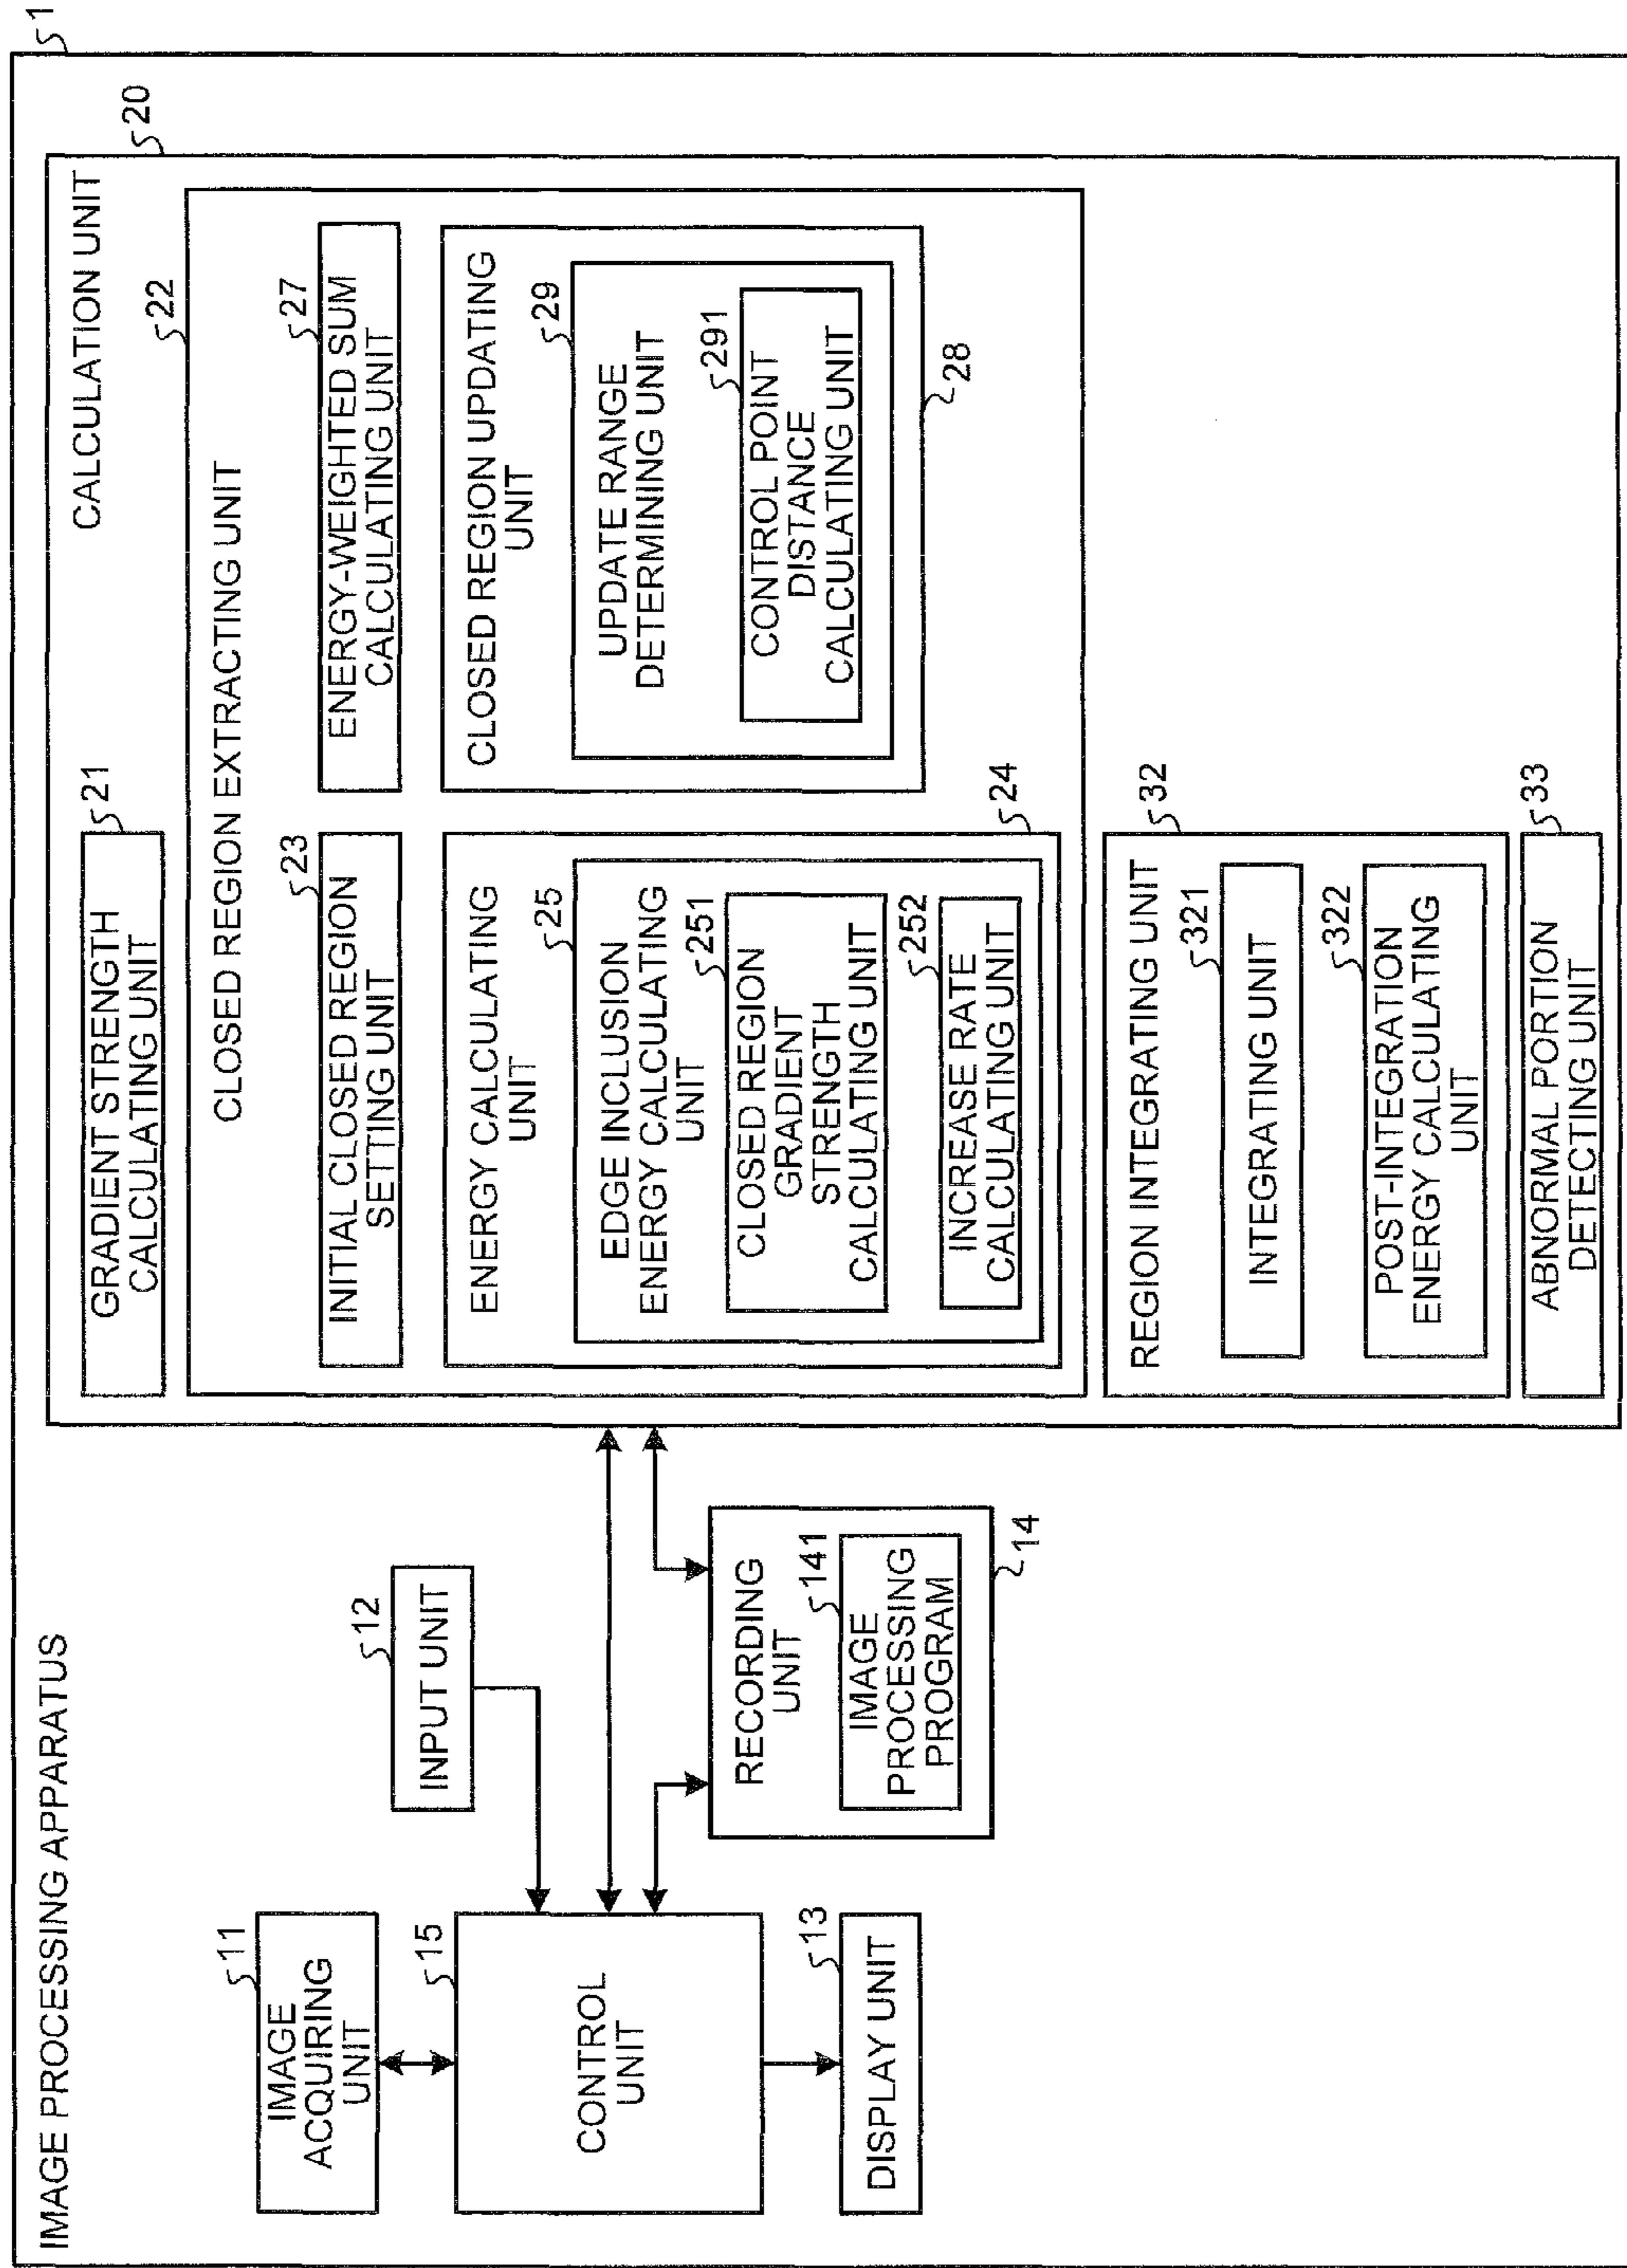 IMAGE PROCESSING APPARATUS
1
11
IMAGE
ACQUIRING
UNIT
12
INPUT UNIT
15
CONTROL
UNIT
13
DISPLAY UNIT
RECORDING
UNIT
141
IMAGE
PROCESSING
PROGRAM
14
20
CALCULATION UNIT
21
GRADIENT STRENGTH
CALCULATING UNIT
22
CLOSED REGION EXTRACTING UNIT
23
INITIAL CLOSED REGION
SETTING UNIT
27
ENERGY-WEIGHTED SUM
CALCULATING UNIT
24
ENERGY CALCULATING
UNIT
25
EDGE INCLUSION
ENERGY CALCULATING
UNIT
251
CLOSED REGION
GRADIENT
STRENGTH
CALCULATING UNIT
252
INCREASE RATE
CALCULATING UNIT
CLOSED REGION UPDATING
UNIT
29
UPDATE RANGE
DETERMINING UNIT
291
CONTROL POINT
DISTANCE
CALCULATING UNIT
28
32
REGION INTEGRATING UNIT
321
INTEGRATING UNIT
322
POST-INTEGRATION
ENERGY CALCULATING
UNIT
33
ABNORMAL PORTION
DETECTING UNIT